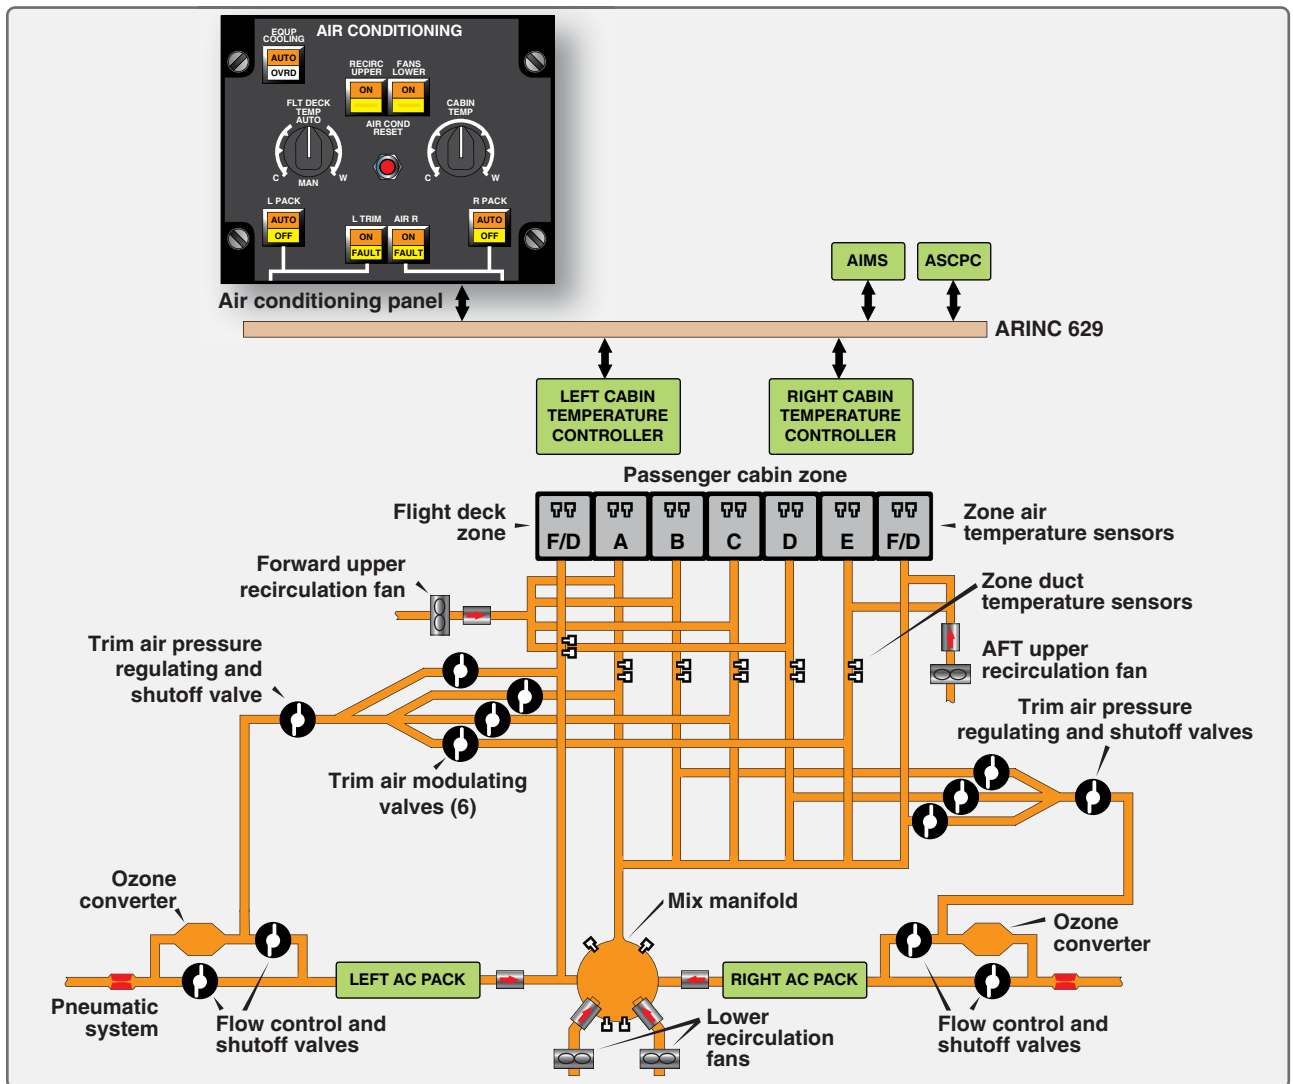 AIR CONDITIONING
EQUP
COOLING
AUTO
OVRD
RECIRC
UPPER
FANS
LOWER
ON
ON
FLT DECK
TEMP
AUTO
CABIN
TEMP
AIR COND
RESET
C
MAN
W
C
W
L PACK
R PACK
L TRIM
AIR R
AUTO
OFF
ON
FAULT
ON
FAULT
AUTO
OFF
Air conditioning panel
AIMS
ASCPC
ARINC 629
LEFT CABIN
TEMPERATURE
CONTROLLER
RIGHT CABIN
TEMPERATURE
CONTROLLER
Passenger cabin zone
Flight deck
zone
F/D
A
B
C
D
E
F/D
Zone air
temperature sensors
Forward upper
recirculation fan
Zone duct
temperature sensors
Trim air pressure
regulating and
shutoff valve
AFT upper
recirculation fan
Trim air pressure
regulating and shutoff valves
Trim air modulating
valves (6)
Ozone
converter
Mix manifold
Ozone
converter
LEFT AC PACK
RIGHT AC PACK
Pneumatic
system
Flow control and
shutoff valves
Lower
recirculation
fans
Flow control and
shutoff valves